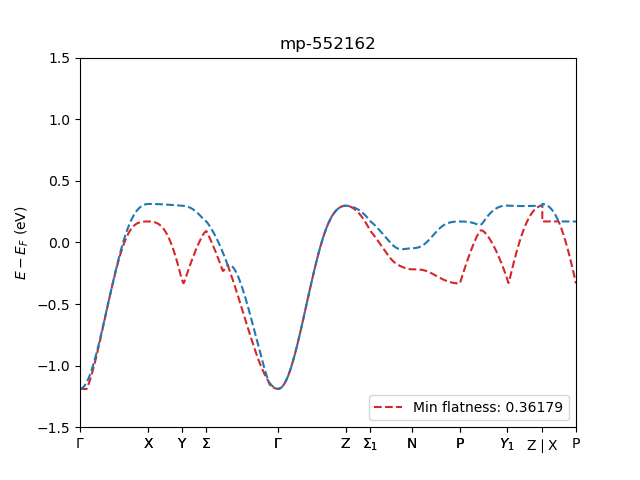 mp-552162
E − E_F (eV)
1.5
1.0
0.5
0.0
−0.5
−1.0
−1.5
Min flatness: 0.36179
Γ X Y Σ Γ Z Σ₁ N P Y₁ Z | X P